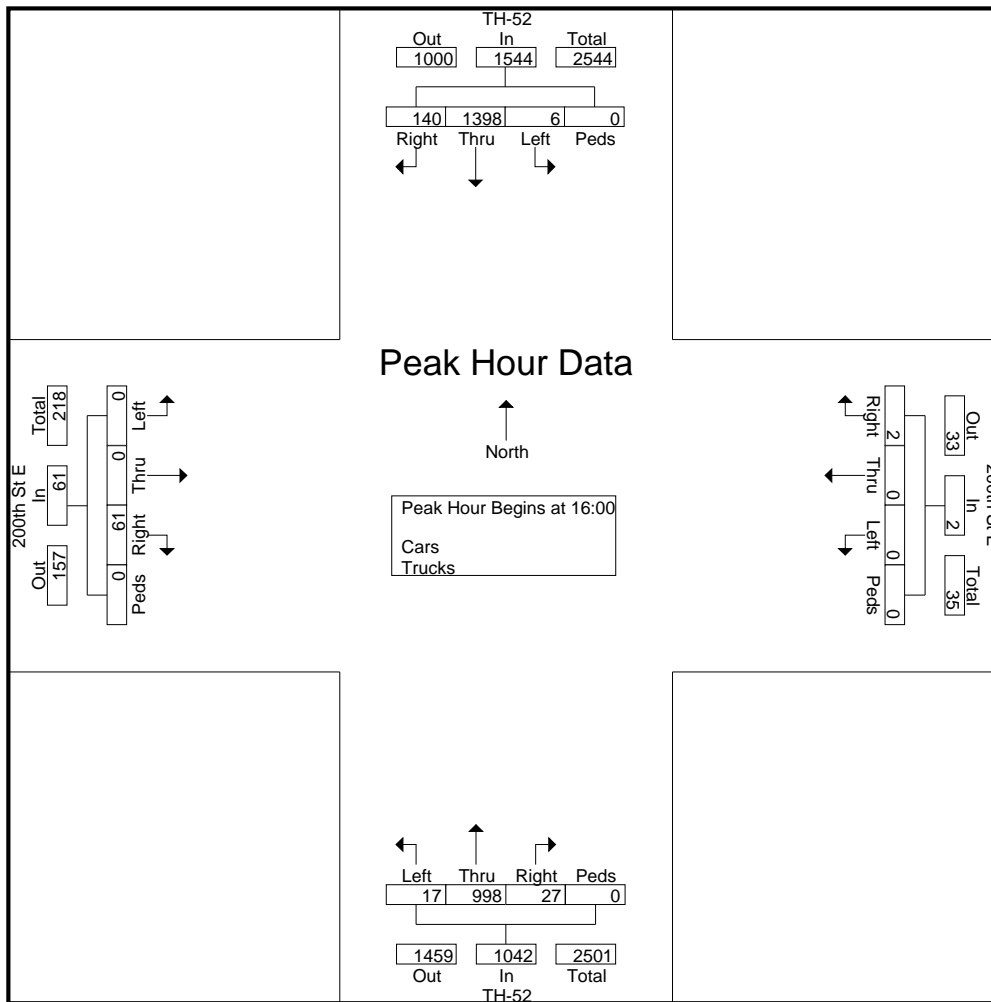 TH-52
Out In Total
1000 1544 2544
140 1398 6 0
Right Thru Left Peds
Peak Hour Data
North
Peak Hour Begins at 16:00
Cars
Trucks
200th St E
Total In Out
218 61 157
0 0 61 0
Left Thru Right Peds
Right Thru Left Peds
2 0 0 0
Out In Total
33 2 35
200th St E
Left Thru Right Peds
17 998 27 0
1459 1042 2501
Out In Total
TH-52